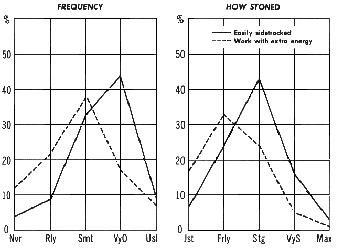 FREQUENCY
HOW STONED
%
50
40
30
20
10
0
Nvr Rly Smt VyO Usl
%
50
40
30
20
10
0
Jst Frly Stg VyS Max
Easily sidetracked
Work with extra energy